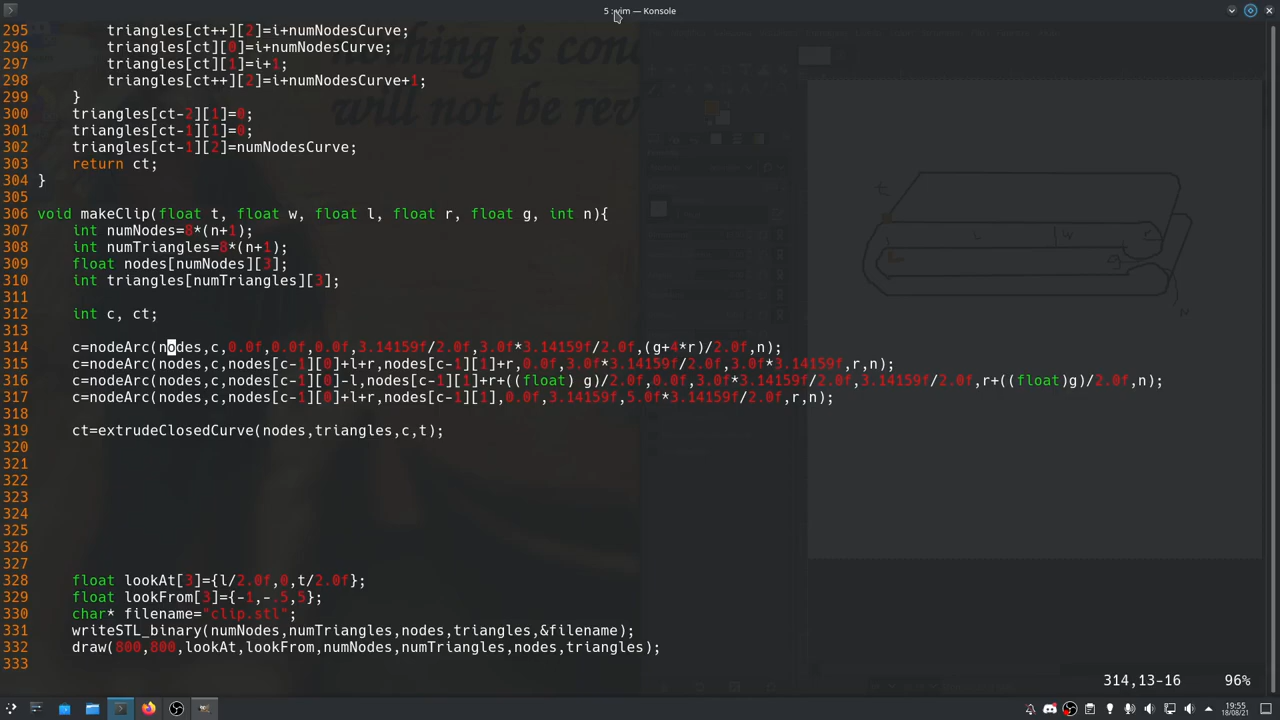 5 : vim — Konsole
295 triangles[ct++][2]=i+numNodesCurve;
296 triangles[ct][0]=i+numNodesCurve;
297 triangles[ct][1]=i+1;
298 triangles[ct++][2]=i+numNodesCurve+1;
299 }
300 triangles[ct-2][1]=0;
301 triangles[ct-1][1]=0;
302 triangles[ct-1][2]=numNodesCurve;
303 return ct;
304 }
305
306 void makeClip(float t, float w, float l, float r, float g, int n){
307 int numNodes=8*(n+1);
308 int numTriangles=8*(n+1);
309 float nodes[numNodes][3];
310 int triangles[numTriangles][3];
311
312 int c, ct;
313
314 c=nodeArc(nodes,c,0.0f,0.0f,0.0f,3.14159f/2.0f,3.0f*3.14159f/2.0f,(g+4*r)/2.0f,n);
315 c=nodeArc(nodes,c,nodes[c-1][0]+l+r,nodes[c-1][1]+r,0.0f,3.0f*3.14159f/2.0f,3.0f*3.14159f,r,n);
316 c=nodeArc(nodes,c,nodes[c-1][0]-l,nodes[c-1][1]+r+((float) g)/2.0f,0.0f,3.0f*3.14159f/2.0f,3.14159f/2.0f,r+((float)g)/2.0f,n);
317 c=nodeArc(nodes,c,nodes[c-1][0]+l+r,nodes[c-1][1],0.0f,3.14159f,5.0f*3.14159f/2.0f,r,n);
318
319 ct=extrudeClosedCurve(nodes,triangles,c,t);
320
321
322
323
324
325
326
327
328 float lookAt[3]={l/2.0f,0,t/2.0f};
329 float lookFrom[3]={-1,-.5,5};
330 char* filename="clip.stl";
331 writeSTL_binary(numNodes,numTriangles,nodes,triangles,&filename);
332 draw(800,800,lookAt,lookFrom,numNodes,numTriangles,nodes,triangles);
333
314,13-16 96%
19:55
18/08/21